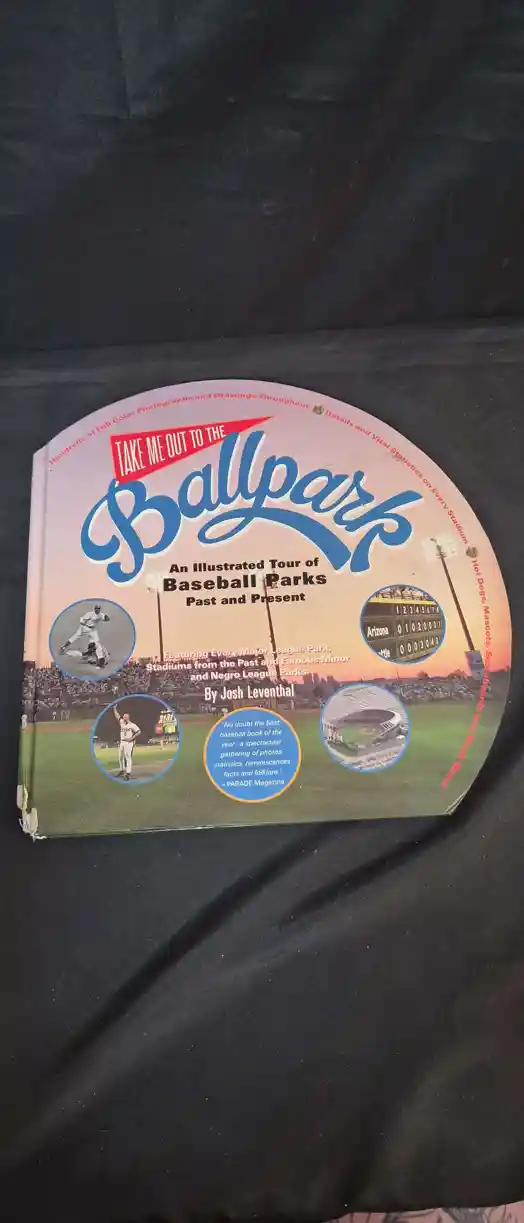 Hundreds of Full Color Photographs and Drawings Throughout
Details and Vital Statistics on Every Stadium
Hot Dogs, Mascots,
TAKE ME OUT TO THE
Ballpark
An Illustrated Tour of
Baseball Parks
Past and Present
Featuring Every Major League Park,
Stadiums from the Past and Famous Minor
and Negro League Parks
By Josh Leventhal
Arizona
"No doubt the best
baseball book of the
year: a spectacular
gathering of photos,
statistics, reminiscences
facts and folklore."
- PARADE Magazine